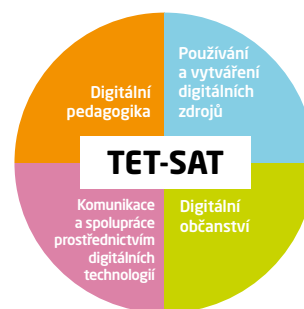 Digitální
pedagogika
Používání
a vytváření
digitálních
zdrojů
TET-SAT
Komunikace
a spolupráce
prostřednictvím
digitálních
technologií
Digitální
občanství